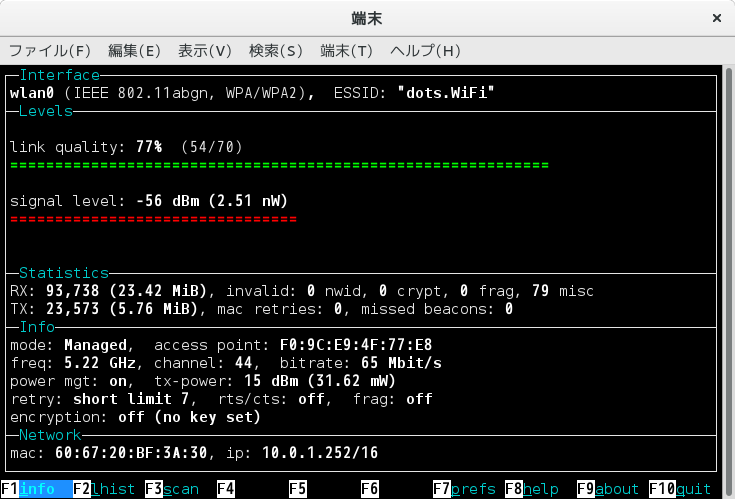 端末
ファイル(F) 編集(E) 表示(V) 検索(S) 端末(T) ヘルプ(H)
Interface
wlan0 (IEEE 802.11abgn, WPA/WPA2), ESSID: "dots.WiFi"
Levels
link quality: 77% (54/70)
============================================================
signal level: -56 dBm (2.51 nW)
================================
Statistics
RX: 93,738 (23.42 MiB), invalid: 0 nwid, 0 crypt, 0 frag, 79 misc
TX: 23,573 (5.76 MiB), mac retries: 0, missed beacons: 0
Info
mode: Managed, access point: F0:9C:E9:4F:77:E8
freq: 5.22 GHz, channel: 44, bitrate: 65 Mbit/s
power mgt: on, tx-power: 15 dBm (31.62 mW)
retry: short limit 7, rts/cts: off, frag: off
encryption: off (no key set)
Network
mac: 60:67:20:BF:3A:30, ip: 10.0.1.252/16
F1info F2lhist F3scan F4 F5 F6 F7prefs F8help F9about F10quit